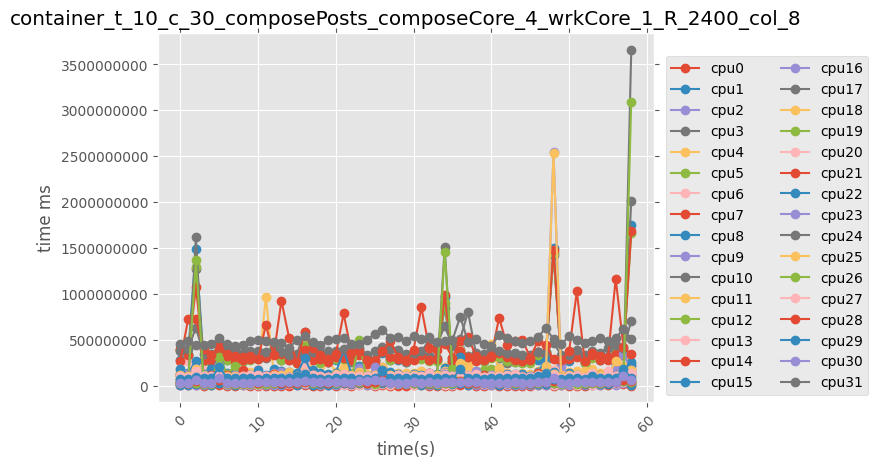 container_t_10_c_30_composePosts_composeCore_4_wrkCore_1_R_2400_col_8
time ms
3500000000
3000000000
2500000000
2000000000
1500000000
1000000000
500000000
0
0 10 20 30 40 50 60
time(s)
cpu0 cpu16
cpu1 cpu17
cpu2 cpu18
cpu3 cpu19
cpu4 cpu20
cpu5 cpu21
cpu6 cpu22
cpu7 cpu23
cpu8 cpu24
cpu9 cpu25
cpu10 cpu26
cpu11 cpu27
cpu12 cpu28
cpu13 cpu29
cpu14 cpu30
cpu15 cpu31